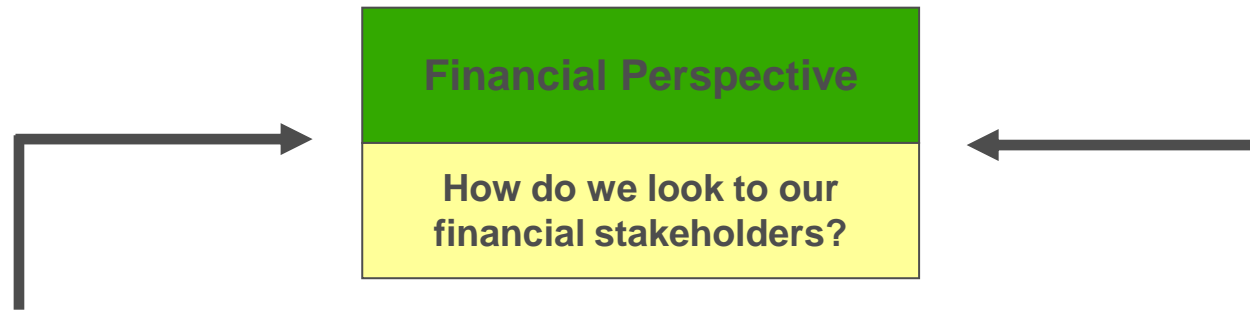 Financial Perspective
How do we look to our
financial stakeholders?